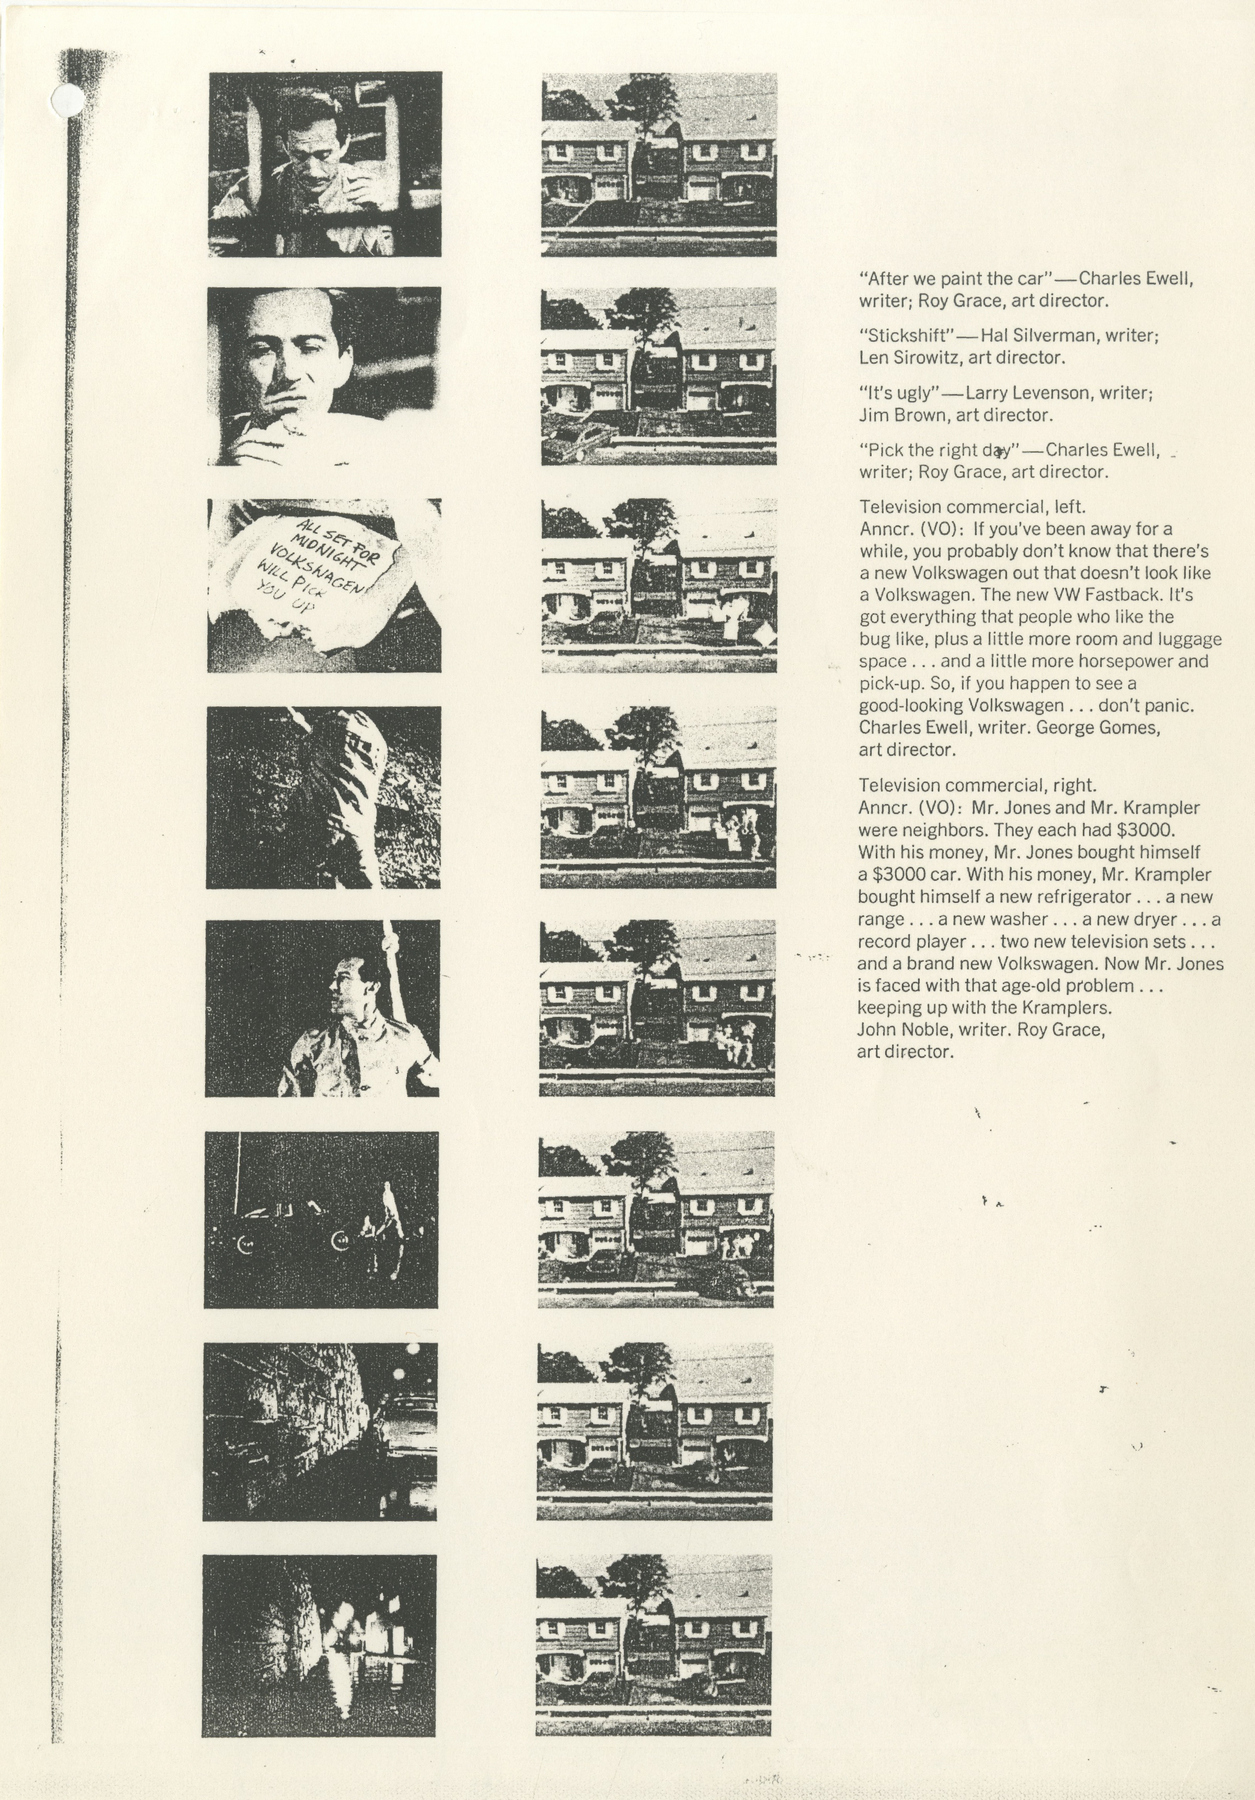 ALL SET FOR
MIDNIGHT
VOLKSWAGEN
WILL PICK
YOU UP
“After we paint the car”—Charles Ewell,
writer; Roy Grace, art director.
“Stickshift”—Hal Silverman, writer;
Len Sirowitz, art director.
“It's ugly”—Larry Levenson, writer;
Jim Brown, art director.
“Pick the right day”—Charles Ewell,
writer; Roy Grace, art director.
Television commercial, left.
Anncr. (VO): If you've been away for a
while, you probably don't know that there's
a new Volkswagen out that doesn't look like
a Volkswagen. The new VW Fastback. It's
got everything that people who like the
bug like, plus a little more room and luggage
space . . . and a little more horsepower and
pick-up. So, if you happen to see a
good-looking Volkswagen . . . don't panic.
Charles Ewell, writer. George Gomes,
art director.
Television commercial, right.
Anncr. (VO): Mr. Jones and Mr. Krampler
were neighbors. They each had $3000.
With his money, Mr. Jones bought himself
a $3000 car. With his money, Mr. Krampler
bought himself a new refrigerator . . . a new
range . . . a new washer . . . a new dryer . . . a
record player . . . two new television sets . . .
and a brand new Volkswagen. Now Mr. Jones
is faced with that age-old problem . . .
keeping up with the Kramplers.
John Noble, writer. Roy Grace,
art director.